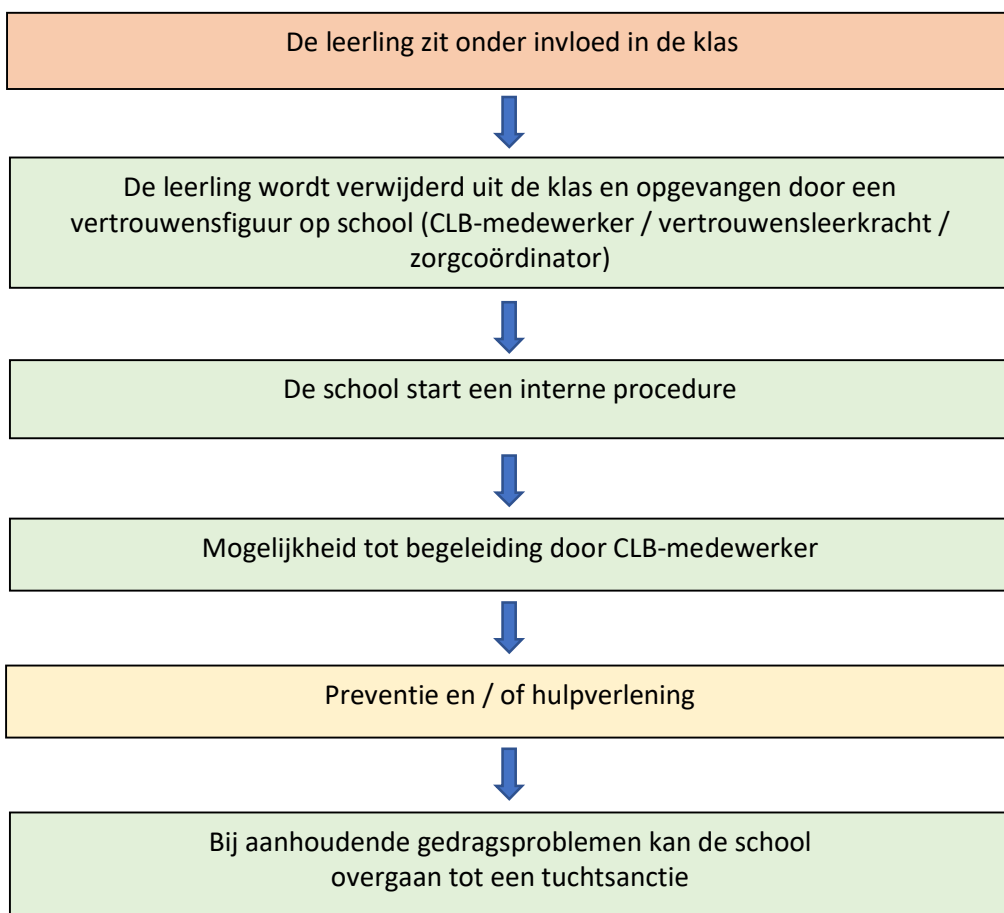 De leerling zit onder invloed in de klas
De leerling wordt verwijderd uit de klas en opgevangen door een
vertrouwensfiguur op school (CLB-medewerker / vertrouwensleerkracht /
zorgcoördinator)
De school start een interne procedure
Mogelijkheid tot begeleiding door CLB-medewerker
Preventie en / of hulpverlening
Bij aanhoudende gedragsproblemen kan de school
overgaan tot een tuchtsanctie